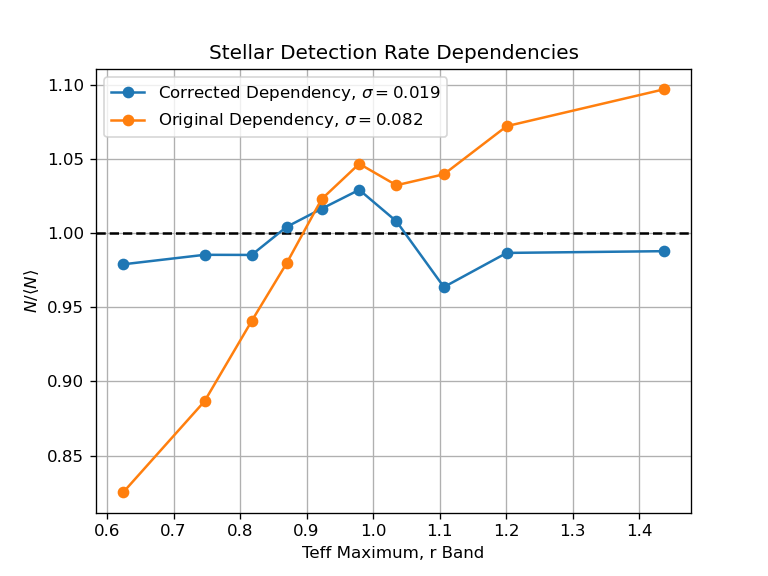 Stellar Detection Rate Dependencies
Corrected Dependency, σ = 0.019
Original Dependency, σ = 0.082
N/⟨N⟩
1.10
1.05
1.00
0.95
0.90
0.85
0.6 0.7 0.8 0.9 1.0 1.1 1.2 1.3 1.4
Teff Maximum, r Band